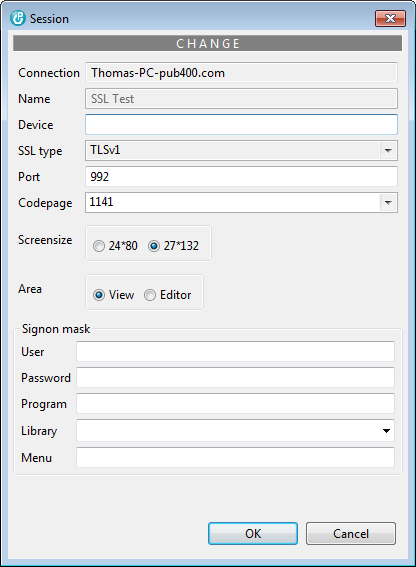 Session
CHANGE
Connection Thomas-PC-pub400.com
Name SSL Test
Device
SSL type TLSv1
Port 992
Codepage 1141
Screensize 24*80 27*132
Area View Editor
Signon mask
User
Password
Program
Library
Menu
OK Cancel